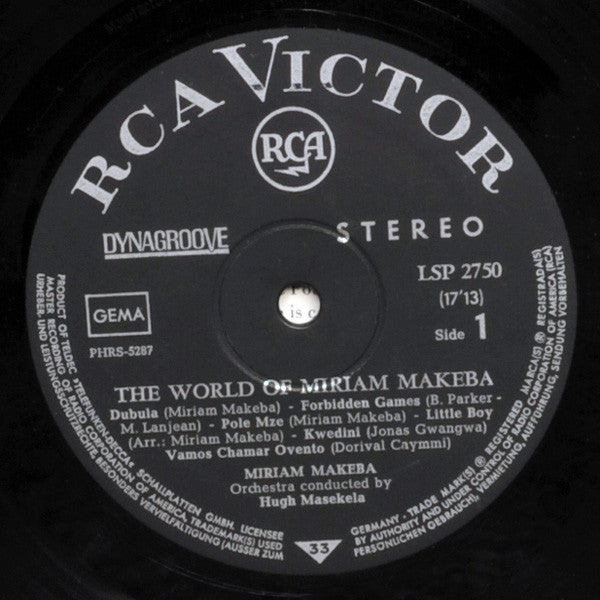 RCA VICTOR
RCA
DYNAGROOVE
STEREO
LSP 2750
(17'13)
GEMA
Side 1
PHRS-5287
is c
THE WORLD OF MIRIAM MAKEBA
Dubula (Miriam Makeba) - Forbidden Games (B. Parker -
M. Lanjean) - Pole Mze (Miriam Makeba) - Little Boy
(Arr.: Miriam Makeba) - Kwedini (Jonas Gwangwa)
Vamos Chamar Ovento (Dorival Caymmi)
MIRIAM MAKEBA
Orchestra conducted by
Hugh Masekela
33
PRODUCT OF TELDEC »TELEFUNKEN-DECCA« SCHALLPLATTEN GMBH. LICENSEE
MASTER RECORDING OF RADIO CORPORATION OF AMERICA, TRADEMARK(S) USED
URHEBER- UND LEISTUNGSSCHUTZRECHTE, BESONDERS VERVIELFÄLTIGUNG (AUSSER ZUM
GERMANY - TRADE MARK(S) ® REGISTERED MARCA(S) ® REGISTRADA(S)
BY AUTHORITY AND UNDER CONTROL OF RADIO CORPORATION OF AMERICA (RCA)
PERSÖNLICHEN GEBRAUCH), VERMIETUNG, AUFFÜHRUNG, SENDUNG VORBEHALTEN